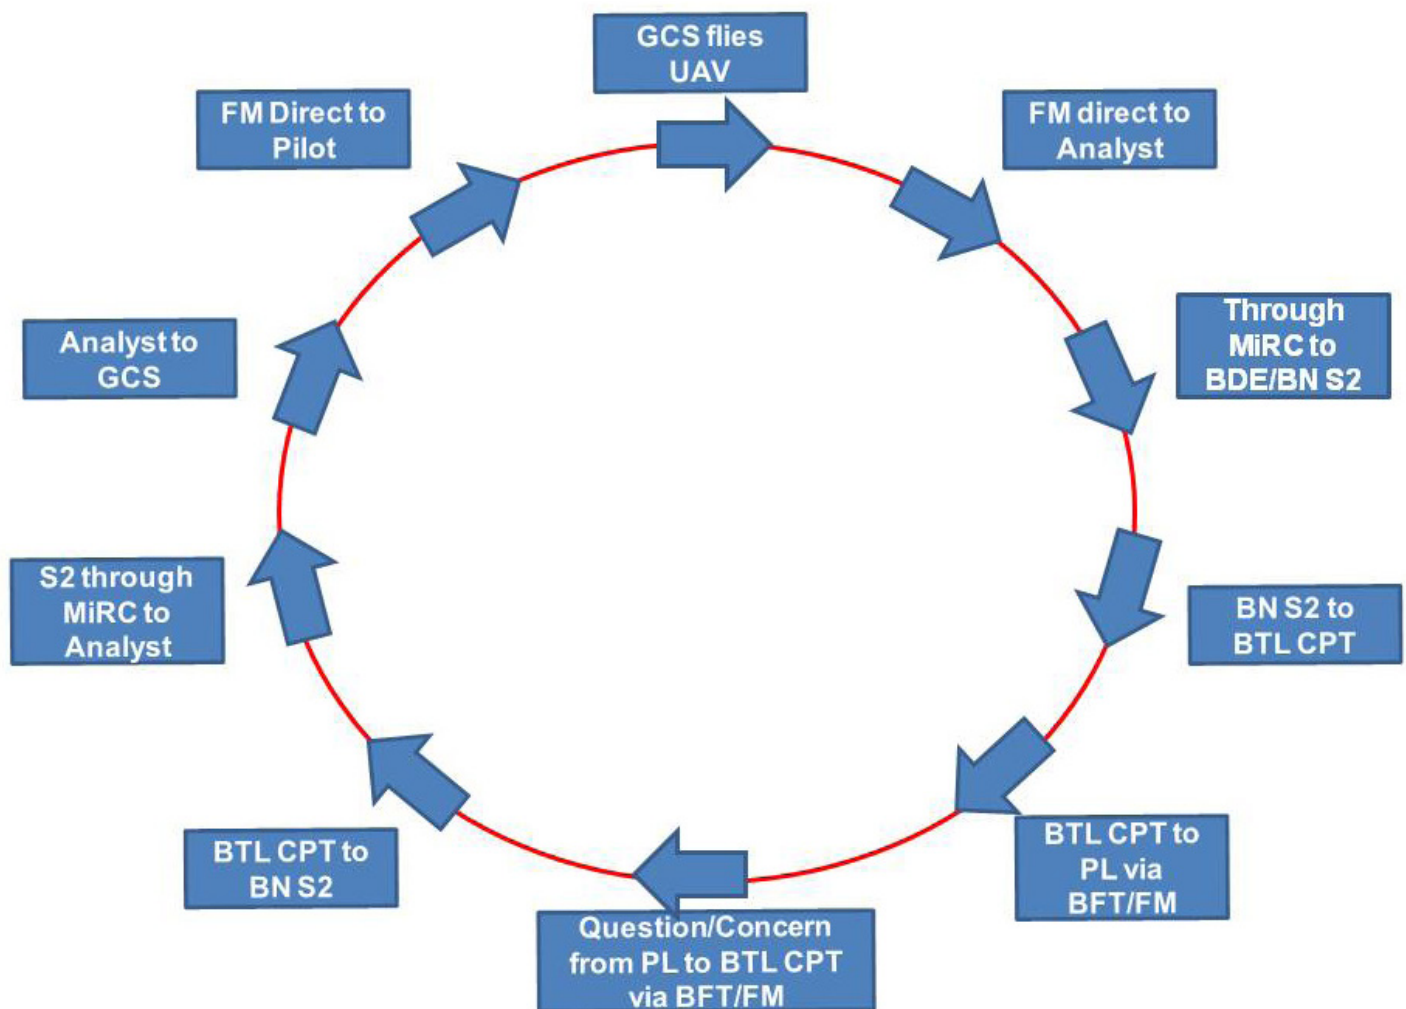 GCS flies
UAV
FM direct to
Analyst
Through
MiRC to
BDE/BN S2
BN S2 to
BTL CPT
BTL CPT to
PL via
BFT/FM
Question/Concern
from PL to BTL CPT
via BFT/FM
BTL CPT to
BN S2
S2 through
MiRC to
Analyst
Analyst to
GCS
FM Direct to
Pilot